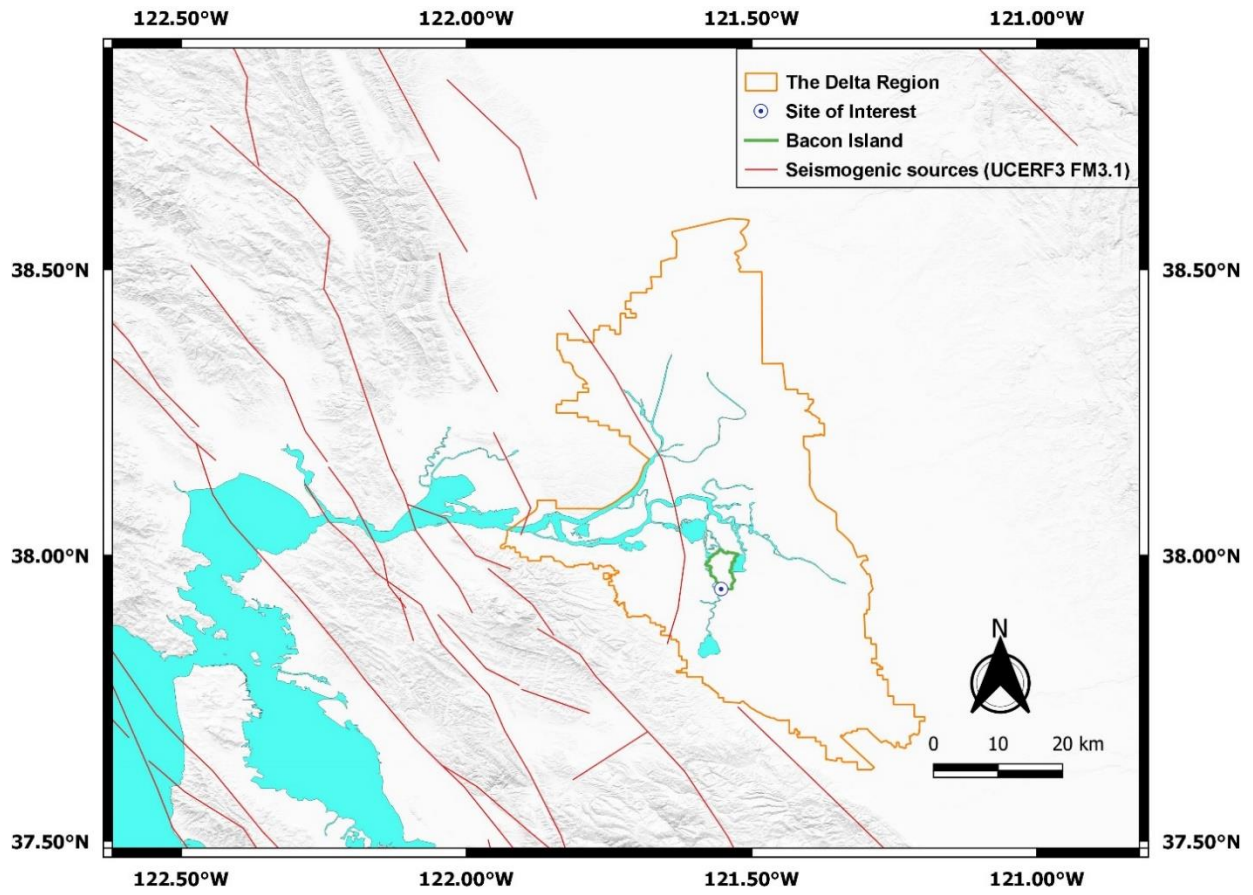 122.50°W 122.00°W 121.50°W 121.00°W
The Delta Region
Site of Interest
Bacon Island
Seismogenic sources (UCERF3 FM3.1)
38.50°N 38.50°N
38.00°N 38.00°N
N
0 10 20 km
37.50°N 37.50°N
122.50°W 122.00°W 121.50°W 121.00°W